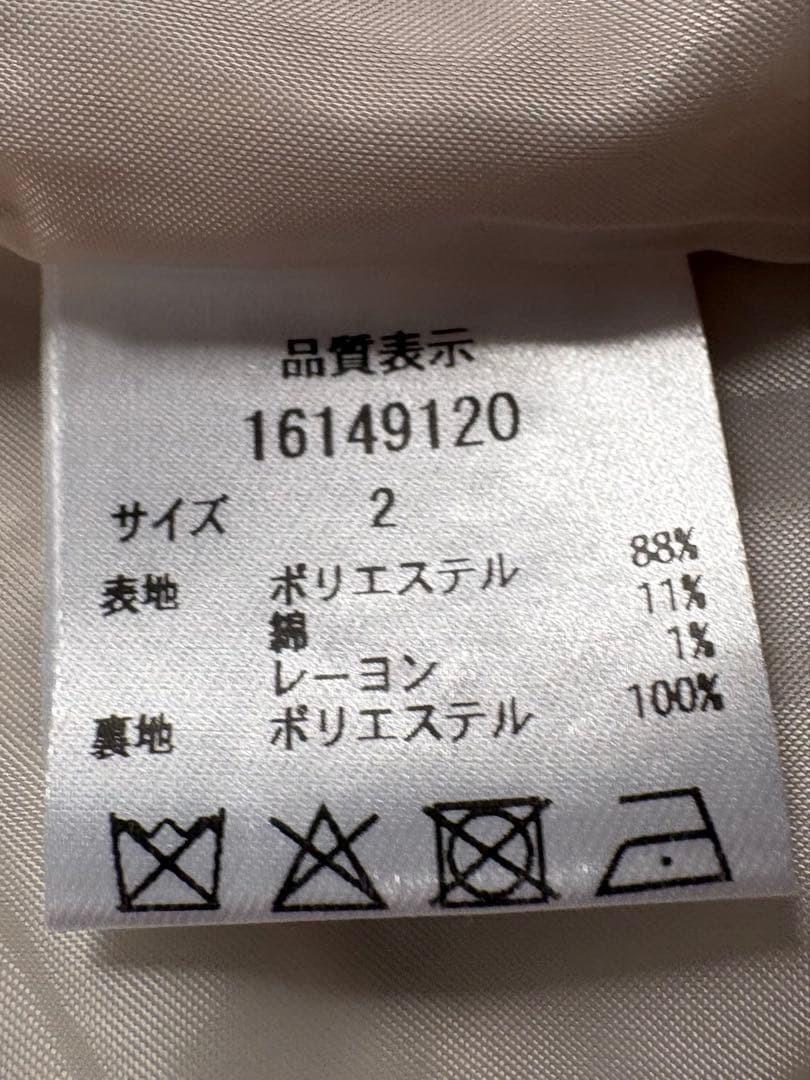 品質表示
16149120
サイズ 2
表地 ポリエステル 88%
綿 11%
レーヨン 1%
裏地 ポリエステル 100%